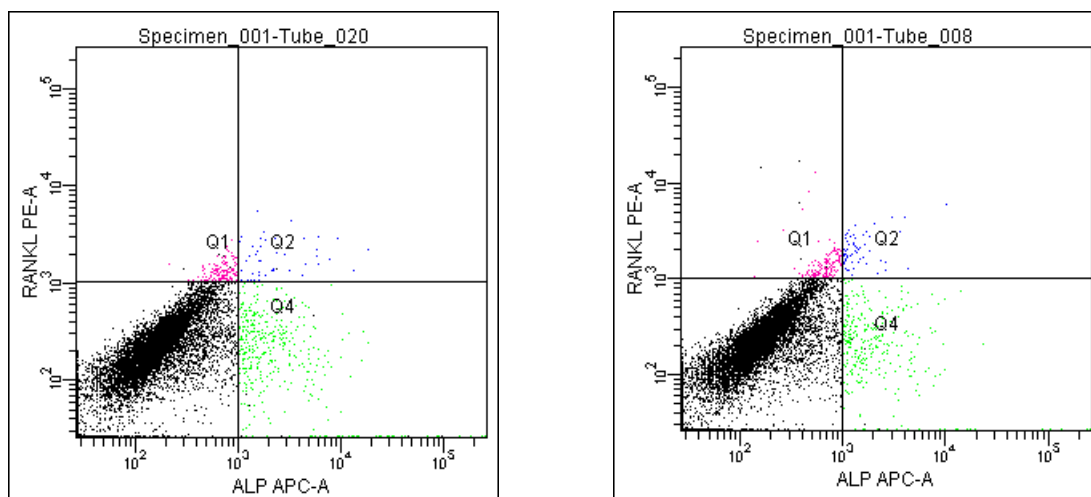 Specimen_001-Tube_020
RANKL PE-A
10^5
10^4
10^3
10^2
Q1
Q2
Q4
10^2
10^3
10^4
10^5
ALP APC-A
Specimen_001-Tube_008
RANKL PE-A
10^5
10^4
10^3
10^2
Q1
Q2
Q4
10^2
10^3
10^4
10^5
ALP APC-A